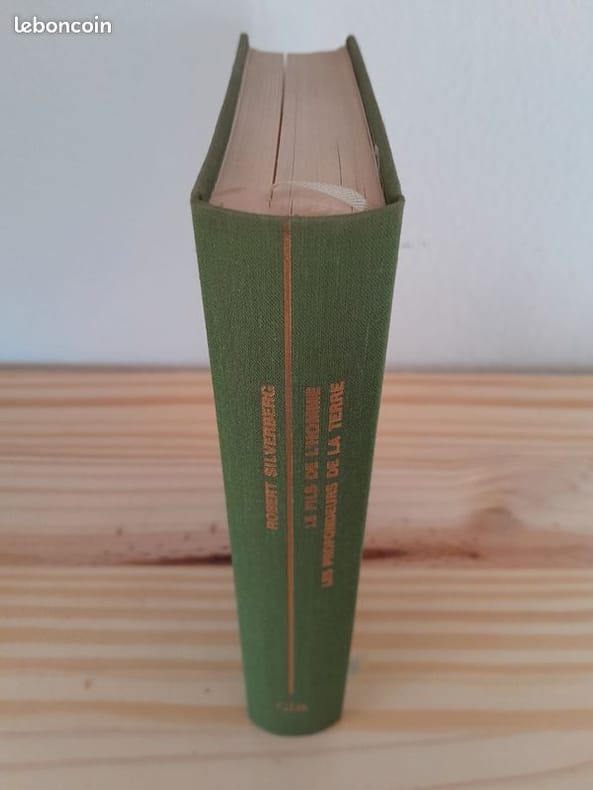 leboncoin
ROBERT SILVERBERG
LE FILS DE L'HOMME
LES PROFONDEURS DE LA TERRE